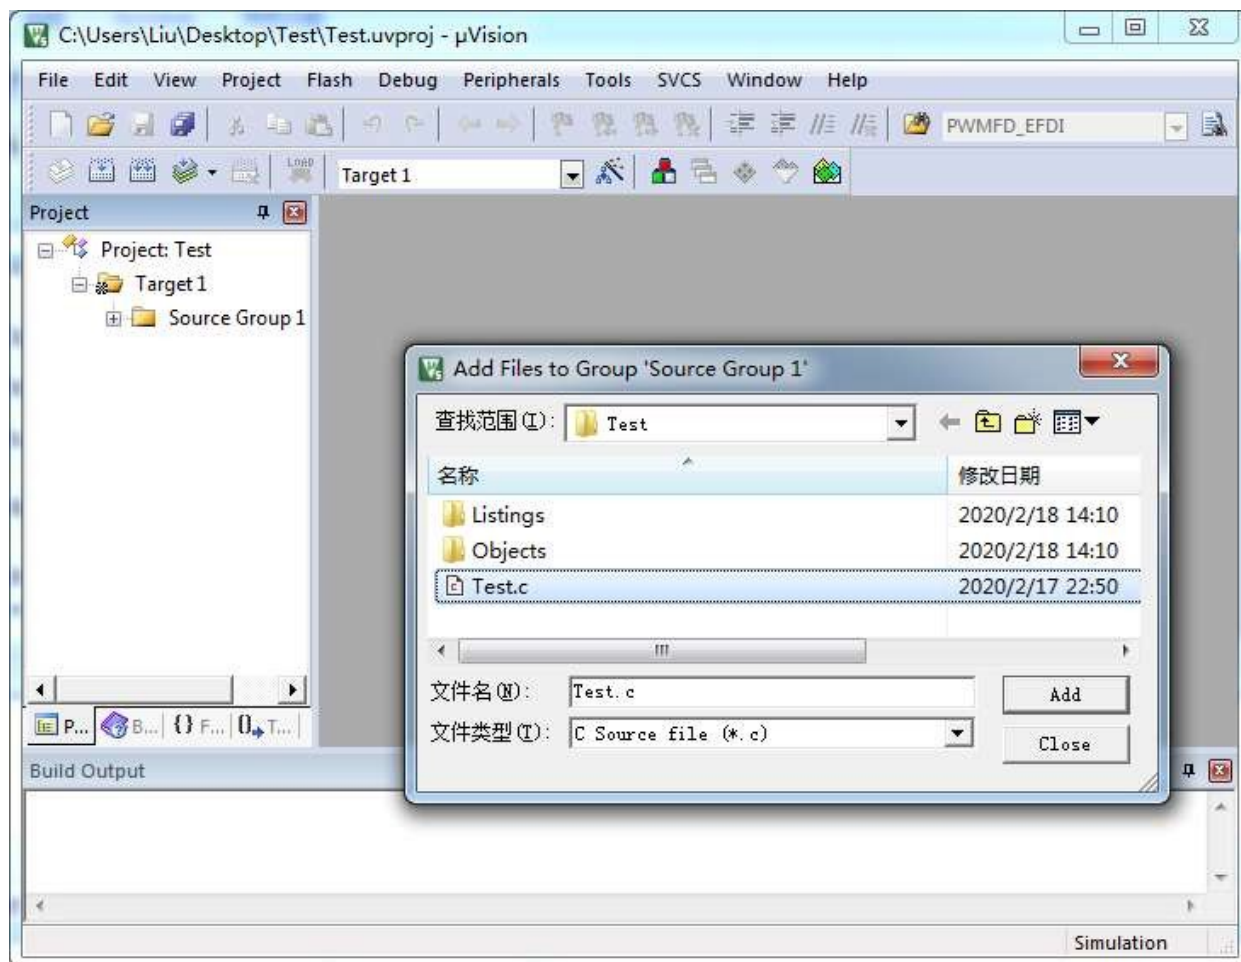 C:\Users\Liu\Desktop\Test\Test.uvproj - µVision
File Edit View Project Flash Debug Peripherals Tools SVCS Window Help
PWMFD_EFDI
LOAD Target 1
Project
Project: Test
Target 1
Source Group 1
Add Files to Group 'Source Group 1'
查找范围(I): Test
名称 修改日期
Listings 2020/2/18 14:10
Objects 2020/2/18 14:10
Test.c 2020/2/17 22:50
文件名(N): Test.c Add
文件类型(T): C Source file (*.c) Close
P... B... {} F... 0 T...
Build Output
Simulation